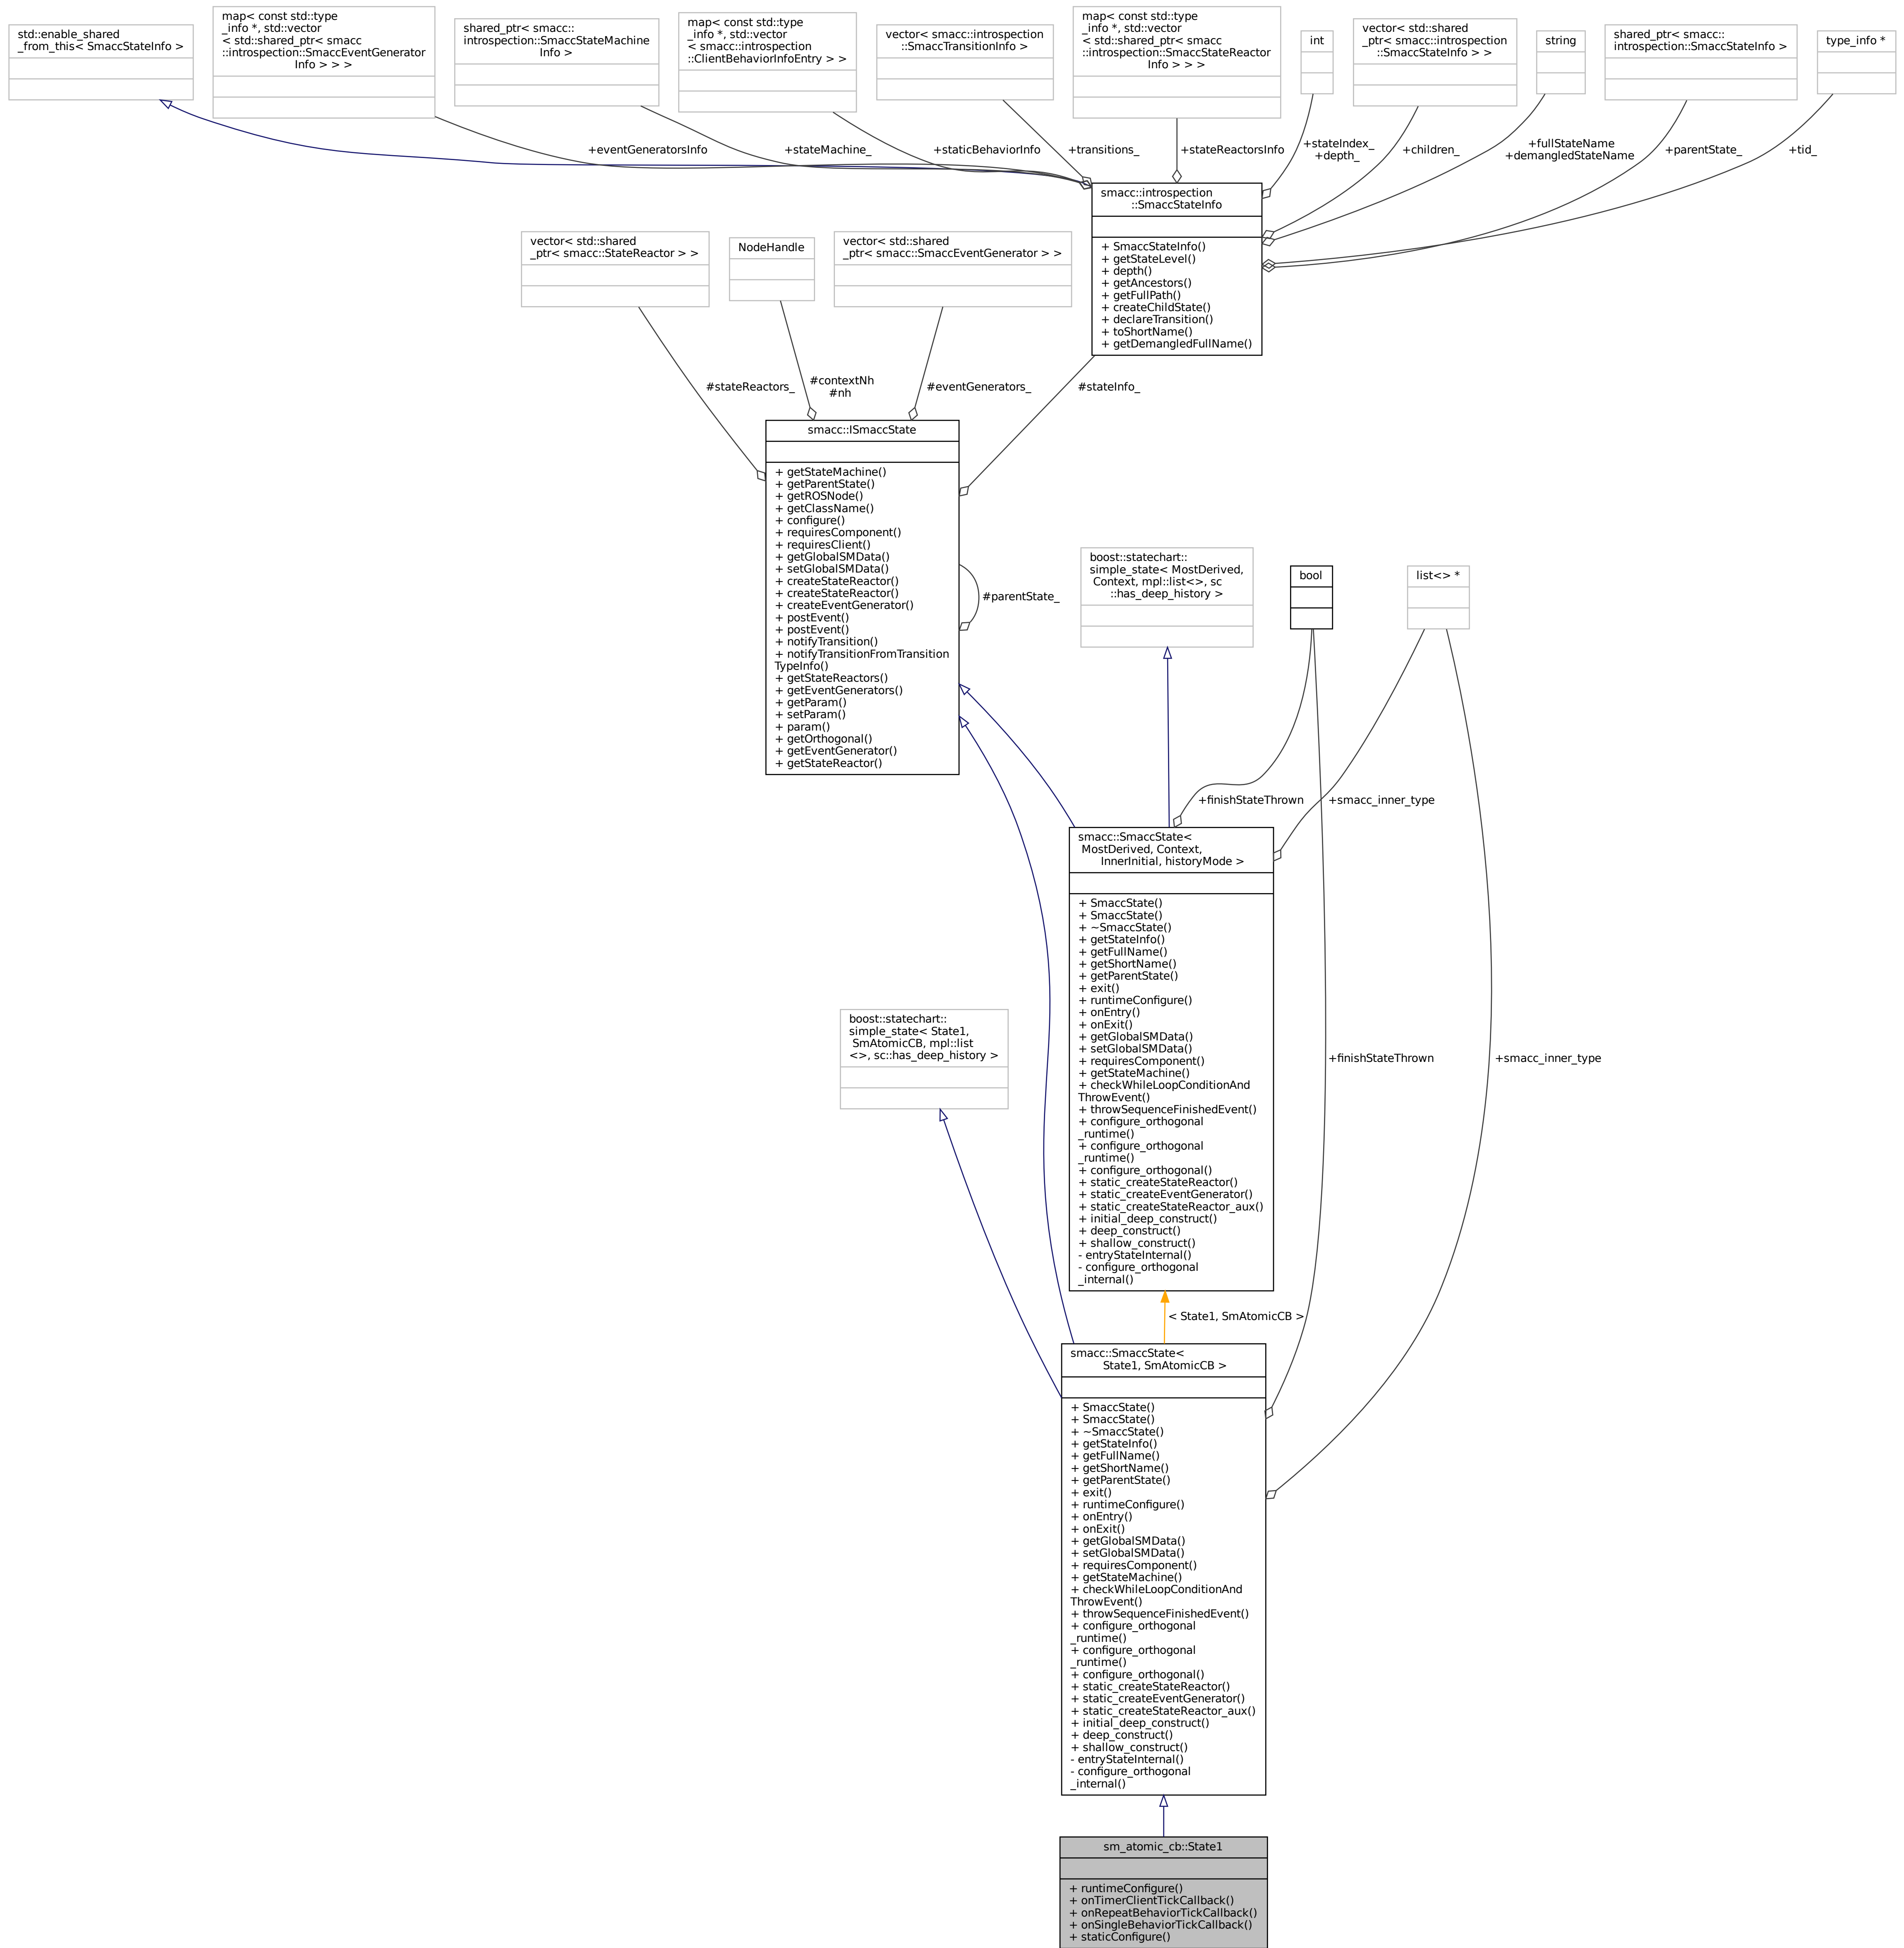 std::enable_shared
_from_this< SmaccStateInfo >
map< const std::type
_info *, std::vector
< std::shared_ptr< smacc
::introspection::SmaccEventGenerator
Info > > >
shared_ptr< smacc::
introspection::SmaccStateMachine
Info >
map< const std::type
_info *, std::vector
< smacc::introspection
::ClientBehaviorInfoEntry > >
vector< smacc::introspection
::SmaccTransitionInfo >
map< const std::type
_info *, std::vector
< std::shared_ptr< smacc
::introspection::SmaccStateReactor
Info > > >
int
vector< std::shared
_ptr< smacc::introspection
::SmaccStateInfo > >
string
shared_ptr< smacc::
introspection::SmaccStateInfo >
type_info *
+eventGeneratorsInfo
+stateMachine_
+staticBehaviorInfo
+transitions_
+stateReactorsInfo
+stateIndex_
+depth_
+children_
+fullStateName
+demangledStateName
+parentState_
+tid_
smacc::introspection
::SmaccStateInfo
+ SmaccStateInfo()
+ getStateLevel()
+ depth()
+ getAncestors()
+ getFullPath()
+ createChildState()
+ declareTransition()
+ toShortName()
+ getDemangledFullName()
vector< std::shared
_ptr< smacc::StateReactor > >
NodeHandle
vector< std::shared
_ptr< smacc::SmaccEventGenerator > >
#stateReactors_
#contextNh
#nh
#eventGenerators_
#stateInfo_
smacc::ISmaccState
+ getStateMachine()
+ getParentState()
+ getROSNode()
+ getClassName()
+ configure()
+ requiresComponent()
+ requiresClient()
+ getGlobalSMData()
+ setGlobalSMData()
+ createStateReactor()
+ createStateReactor()
+ createEventGenerator()
+ postEvent()
+ postEvent()
+ notifyTransition()
+ notifyTransitionFromTransition
TypeInfo()
+ getStateReactors()
+ getEventGenerators()
+ getParam()
+ setParam()
+ param()
+ getOrthogonal()
+ getEventGenerator()
+ getStateReactor()
#parentState_
boost::statechart::
simple_state< MostDerived,
Context, mpl::list<>, sc
::has_deep_history >
bool
list<> *
+finishStateThrown
+smacc_inner_type
smacc::SmaccState<
MostDerived, Context,
InnerInitial, historyMode >
+ SmaccState()
+ SmaccState()
+ ~SmaccState()
+ getStateInfo()
+ getFullName()
+ getShortName()
+ getParentState()
+ exit()
+ runtimeConfigure()
+ onEntry()
+ onExit()
+ getGlobalSMData()
+ setGlobalSMData()
+ requiresComponent()
+ getStateMachine()
+ checkWhileLoopConditionAnd
ThrowEvent()
+ throwSequenceFinishedEvent()
+ configure_orthogonal
_runtime()
+ configure_orthogonal
_runtime()
+ configure_orthogonal()
+ static_createStateReactor()
+ static_createEventGenerator()
+ static_createStateReactor_aux()
+ initial_deep_construct()
+ deep_construct()
+ shallow_construct()
- entryStateInternal()
- configure_orthogonal
_internal()
boost::statechart::
simple_state< State1,
SmAtomicCB, mpl::list
<>, sc::has_deep_history >
+finishStateThrown
+smacc_inner_type
< State1, SmAtomicCB >
smacc::SmaccState<
State1, SmAtomicCB >
+ SmaccState()
+ SmaccState()
+ ~SmaccState()
+ getStateInfo()
+ getFullName()
+ getShortName()
+ getParentState()
+ exit()
+ runtimeConfigure()
+ onEntry()
+ onExit()
+ getGlobalSMData()
+ setGlobalSMData()
+ requiresComponent()
+ getStateMachine()
+ checkWhileLoopConditionAnd
ThrowEvent()
+ throwSequenceFinishedEvent()
+ configure_orthogonal
_runtime()
+ configure_orthogonal
_runtime()
+ configure_orthogonal()
+ static_createStateReactor()
+ static_createEventGenerator()
+ static_createStateReactor_aux()
+ initial_deep_construct()
+ deep_construct()
+ shallow_construct()
- entryStateInternal()
- configure_orthogonal
_internal()
sm_atomic_cb::State1
+ runtimeConfigure()
+ onTimerClientTickCallback()
+ onRepeatBehaviorTickCallback()
+ onSingleBehaviorTickCallback()
+ staticConfigure()